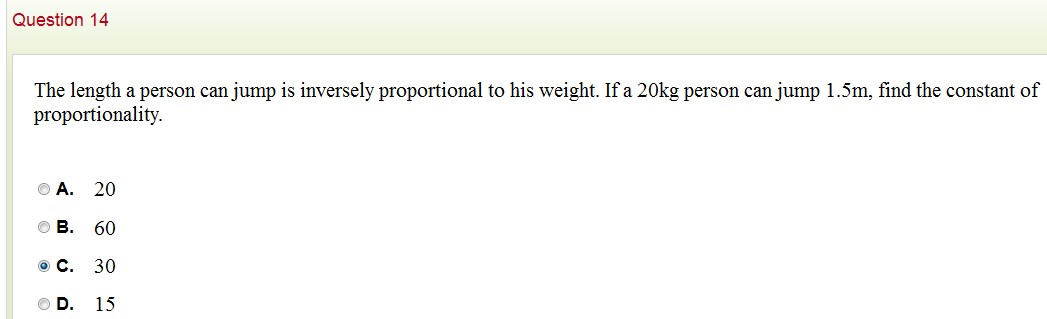 Question 14
The length a person can jump is inversely proportional to his weight. If a 20kg person can jump 1.5m, find the constant of
proportionality.
A. 20
B. 60
C. 30
D. 15